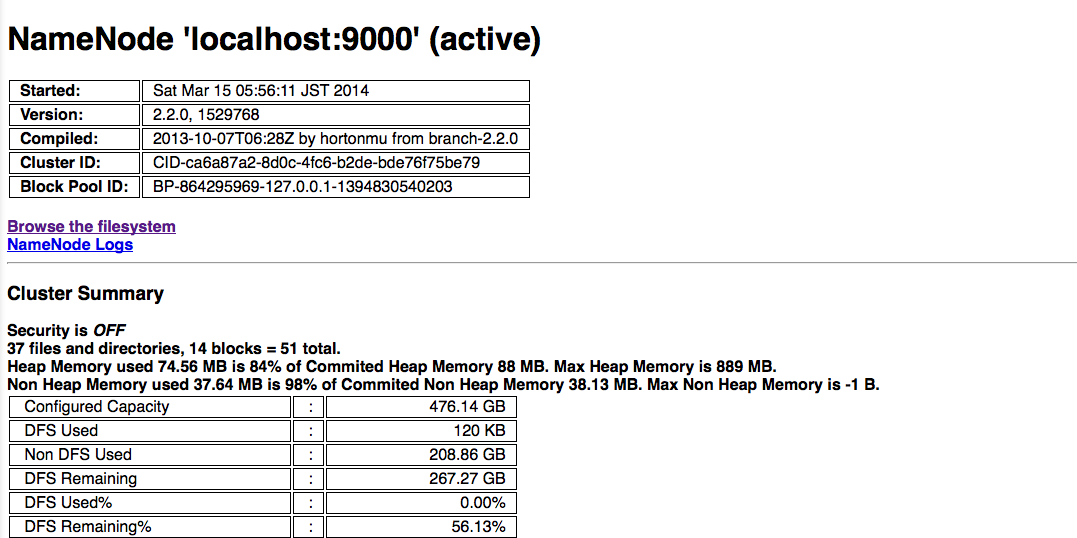 NameNode 'localhost:9000' (active)
Started: Sat Mar 15 05:56:11 JST 2014
Version: 2.2.0, 1529768
Compiled: 2013-10-07T06:28Z by hortonmu from branch-2.2.0
Cluster ID: CID-ca6a87a2-8d0c-4fc6-b2de-bde76f75be79
Block Pool ID: BP-864295969-127.0.0.1-1394830540203
Browse the filesystem
NameNode Logs
Cluster Summary
Security is OFF
37 files and directories, 14 blocks = 51 total.
Heap Memory used 74.56 MB is 84% of Commited Heap Memory 88 MB. Max Heap Memory is 889 MB.
Non Heap Memory used 37.64 MB is 98% of Commited Non Heap Memory 38.13 MB. Max Non Heap Memory is -1 B.
Configured Capacity : 476.14 GB
DFS Used : 120 KB
Non DFS Used : 208.86 GB
DFS Remaining : 267.27 GB
DFS Used% : 0.00%
DFS Remaining% : 56.13%